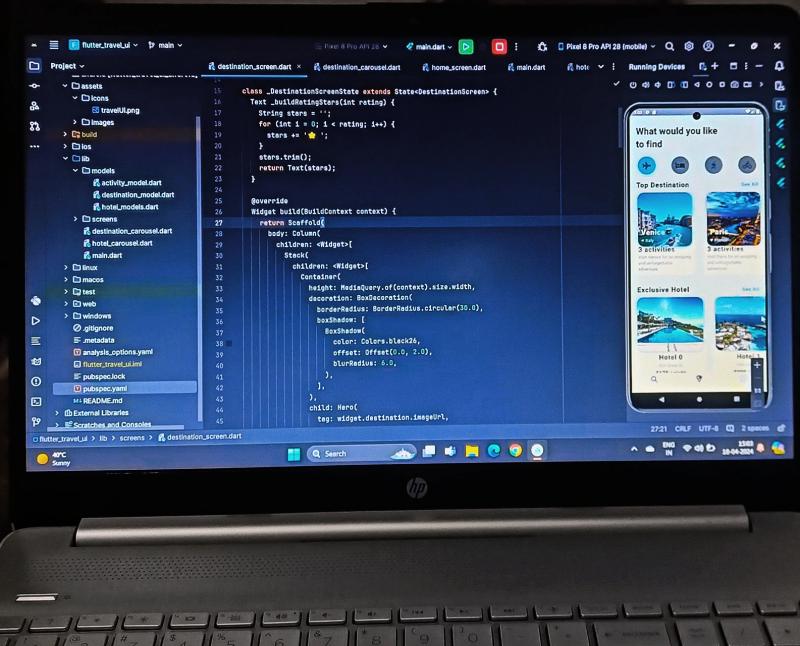 flutter_travel_ui
main
Pixel 8 Pro API 28
main.dart
Pixel 8 Pro API 28 (mobile)
Project
destination_screen.dart
destination_carousel.dart
home_screen.dart
main.dart
hote
Running Devices
assets
icons
travelUI.png
images
build
ios
lib
models
activity_model.dart
destination_model.dart
hotel_models.dart
screens
destination_carousel.dart
hotel_carousel.dart
main.dart
linux
macos
test
web
windows
.gitignore
.metadata
analysis_options.yaml
flutter_travel_ui.iml
pubspec.lock
pubspec.yaml
README.md
External Libraries
Scratches and Consoles
15 class _DestinationScreenState extends State<DestinationScreen> {
16 Text _buildRatingStars(int rating) {
17 String stars = '';
18 for (int i = 0; i < rating; i++) {
19 stars += '⭐ ';
20 }
21 stars.trim();
22 return Text(stars);
23 }
24
25 @override
26 Widget build(BuildContext context) {
27 return Scaffold(
28 body: Column(
29 children: <Widget>[
30 Stack(
31 children: <Widget>[
32 Container(
33 height: MediaQuery.of(context).size.width,
34 decoration: BoxDecoration(
35 borderRadius: BorderRadius.circular(30.0),
36 boxShadow: [
37 BoxShadow(
38 color: Colors.black26,
39 offset: Offset(0.0, 2.0),
40 blurRadius: 6.0,
41 ),
42 ],
43 ),
44 child: Hero(
45 tag: widget.destination.imageUrl,
What would you like
to find
Top Destination
See All
Venice
Italy
Paris
3 activities
3 activities
Exclusive Hotel
See All
Hotel 0
Hotel 1
flutter_travel_ui > lib > screens > destination_screen.dart
27:21 CRLF UTF-8 2 spaces
40°C
Sunny
Search
ENG
IN
13:03
18-04-2024
hp